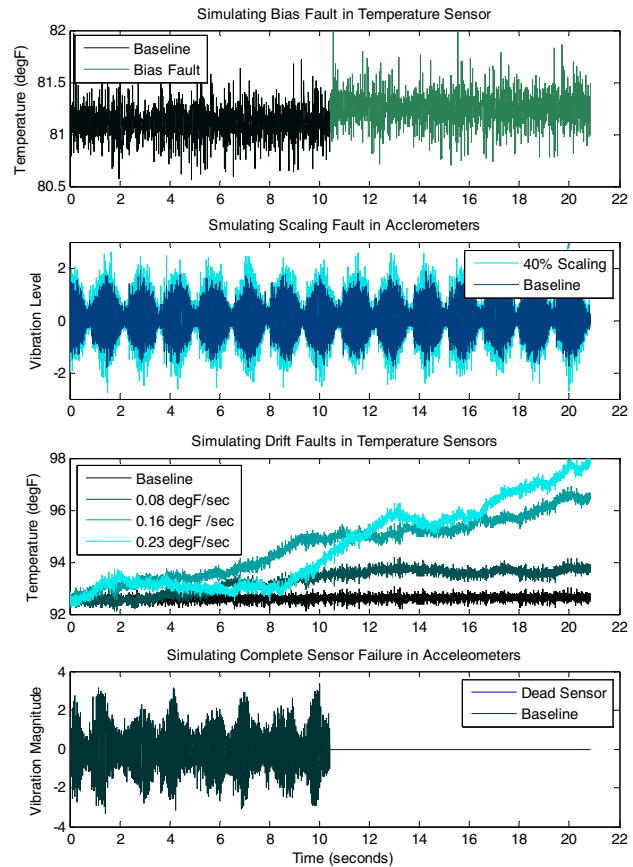 Simulating Bias Fault in Temperature Sensor
82
81.5
81
80.5
Temperature (degF)
Baseline
Bias Fault
0 2 4 6 8 10 12 14 16 18 20 22
Smulating Scaling Fault in Acclerometers
2
0
-2
Vibration Level
40% Scaling
Baseline
0 2 4 6 8 10 12 14 16 18 20 22
Simulating Drift Faults in Temperature Sensors
98
96
94
92
Temperature (degF)
Baseline
0.08 degF/sec
0.16 degF /sec
0.23 degF/sec
0 2 4 6 8 10 12 14 16 18 20 22
Simulating Complete Sensor Failure in Acceleometers
4
2
0
-2
-4
Vibration Magnitude
Dead Sensor
Baseline
0 2 4 6 8 10 12 14 16 18 20 22
Time (seconds)